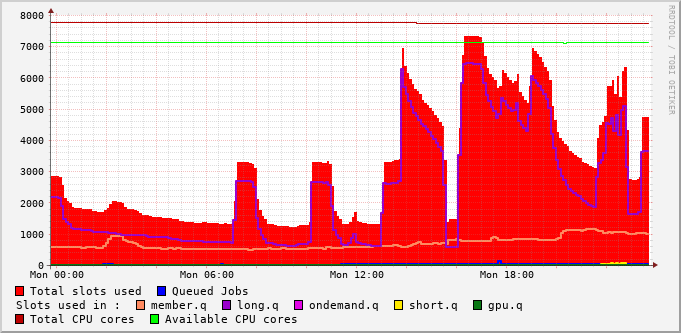 8000
7000
6000
5000
4000
3000
2000
1000
0
Mon 00:00 Mon 06:00 Mon 12:00 Mon 18:00
RRDTOOL / TOBI OETIKER
Total slots used Queued Jobs
Slots used in : member.q long.q ondemand.q short.q gpu.q
Total CPU cores Available CPU cores